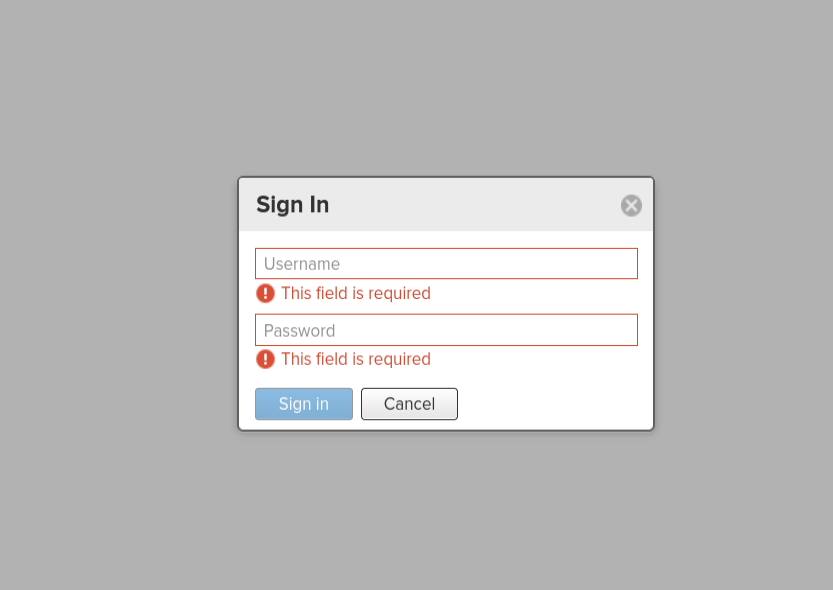 Sign In
Username
This field is required
Password
This field is required
Sign in
Cancel